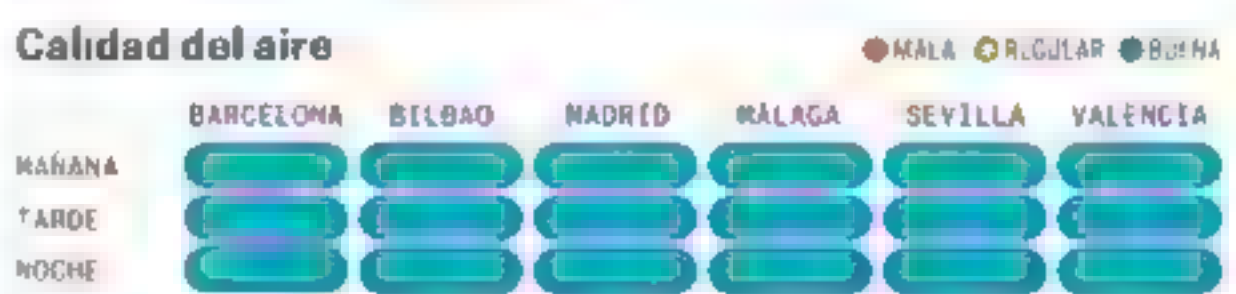 Calidad del aire
MALA REGULAR BUENA
BARCELONA BILBAO MADRID MÁLAGA SEVILLA VALENCIA
MAÑANA
TARDE
NOCHE